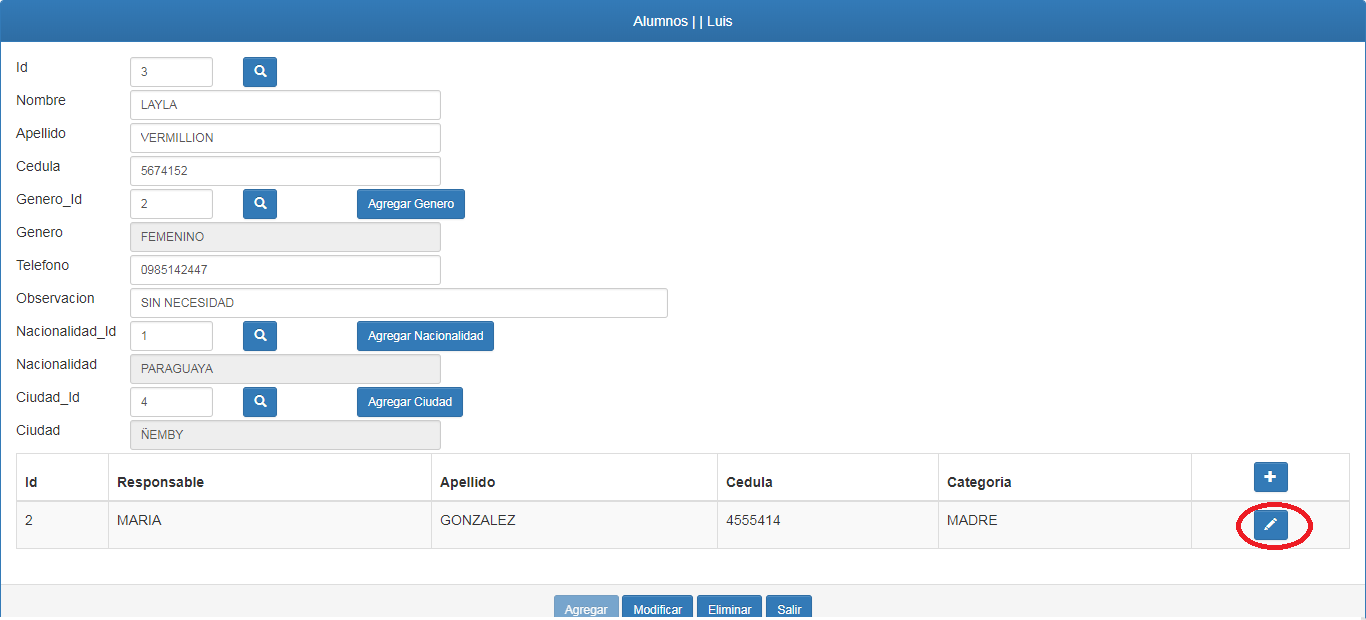 Alumnos | | Luis
Id 3
Nombre LAYLA
Apellido VERMILLION
Cedula 5674152
Genero_Id 2 Agregar Genero
Genero FEMENINO
Telefono 0985142447
Observacion SIN NECESIDAD
Nacionalidad_Id 1 Agregar Nacionalidad
Nacionalidad PARAGUAYA
Ciudad_Id 4 Agregar Ciudad
Ciudad ÑEMBY
Id Responsable Apellido Cedula Categoria
2 MARIA GONZALEZ 4555414 MADRE
Agregar Modificar Eliminar Salir